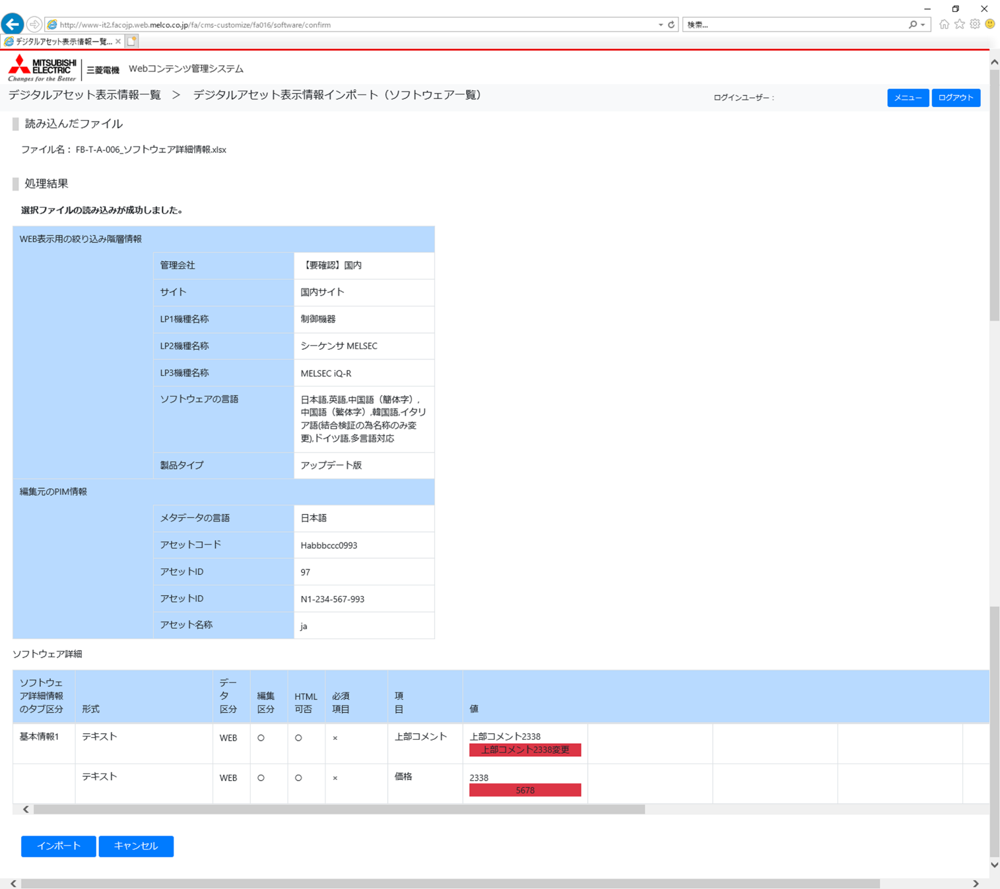 http://www-it2.facojp.web.melco.co.jp/fa/cms-customize/fa016/software/confirm
検索...
デジタルアセット表示情報一覧...
MITSUBISHI
ELECTRIC
Changes for the Better
三菱電機
Webコンテンツ管理システム
デジタルアセット表示情報一覧 ＞ デジタルアセット表示情報インポート（ソフトウェア一覧）
ログインユーザー：
メニュー
ログアウト
読み込んだファイル
ファイル名： FB-T-A-006_ソフトウェア詳細情報.xlsx
処理結果
選択ファイルの読み込みが成功しました。
WEB表示用の絞り込み階層情報
管理会社 【要確認】国内
サイト 国内サイト
LP1機種名称 制御機器
LP2機種名称 シーケンサ MELSEC
LP3機種名称 MELSEC iQ-R
ソフトウェアの言語 日本語,英語,中国語（簡体字）,
中国語（繁体字）,韓国語,イタリ
ア語(結合検証の為名称のみ変
更),ドイツ語,多言語対応
製品タイプ アップデート版
編集元のPIM情報
メタデータの言語 日本語
アセットコード Habbbccc0993
アセットID 97
アセットID N1-234-567-993
アセット名称 ja
ソフトウェア詳細
ソフトウェ
ア詳細情報
のタブ区分
形式
デー
タ
区分
編集
区分
HTML
可否
必須
項目
項
目
値
基本情報1 テキスト WEB ○ ○ × 上部コメント 上部コメント2338
上部コメント2338変更
テキスト WEB ○ ○ × 価格 2338
5678
インポート
キャンセル